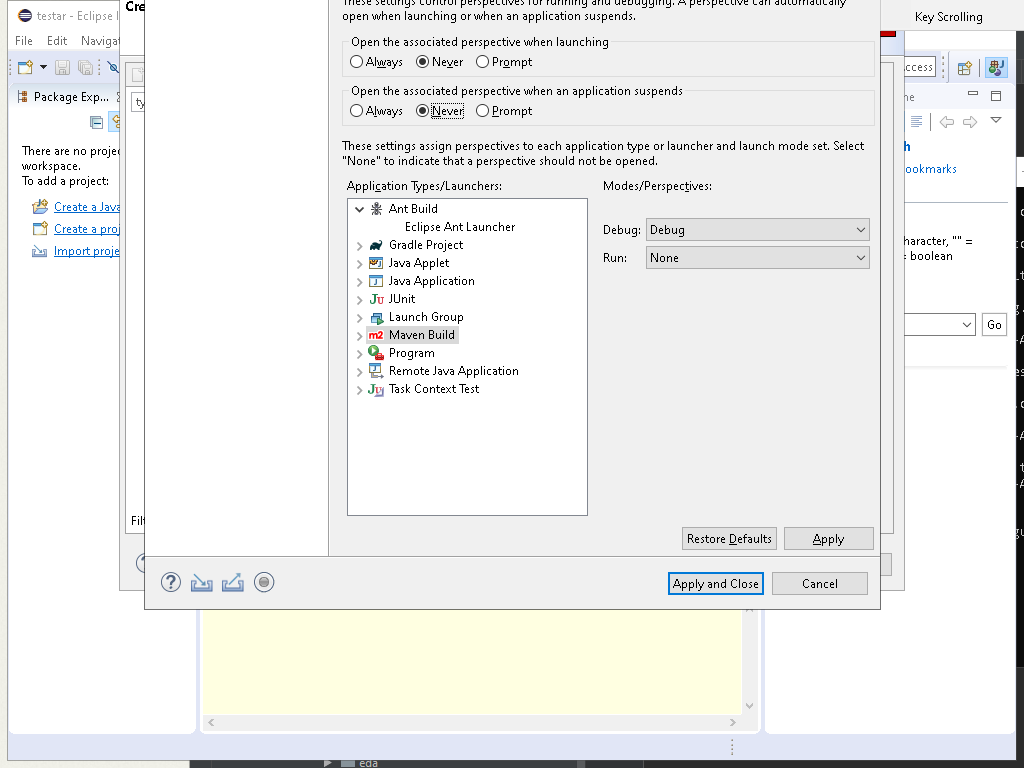 testar - Eclipse I
Cre
Key Scrolling
File Edit Navigat
These settings control perspectives for running and debugging. A perspective can automatically
open when launching or when an application suspends.
Open the associated perspective when launching
Always Never Prompt
Open the associated perspective when an application suspends
Always Never Prompt
Package Exp...
There are no proje
workspace.
To add a project:
Create a Java
Create a proj
Import proje
These settings assign perspectives to each application type or launcher and launch mode set. Select
"None" to indicate that a perspective should not be opened.
Application Types/Launchers:
Modes/Perspectives:
Ant Build
Eclipse Ant Launcher
Gradle Project
Java Applet
Java Application
JUnit
Launch Group
m2 Maven Build
Program
Remote Java Application
Task Context Test
Debug: Debug
Run: None
ookmarks
haracter, "" =
= boolean
Go
Filt
Restore Defaults Apply
Apply and Close Cancel
eda